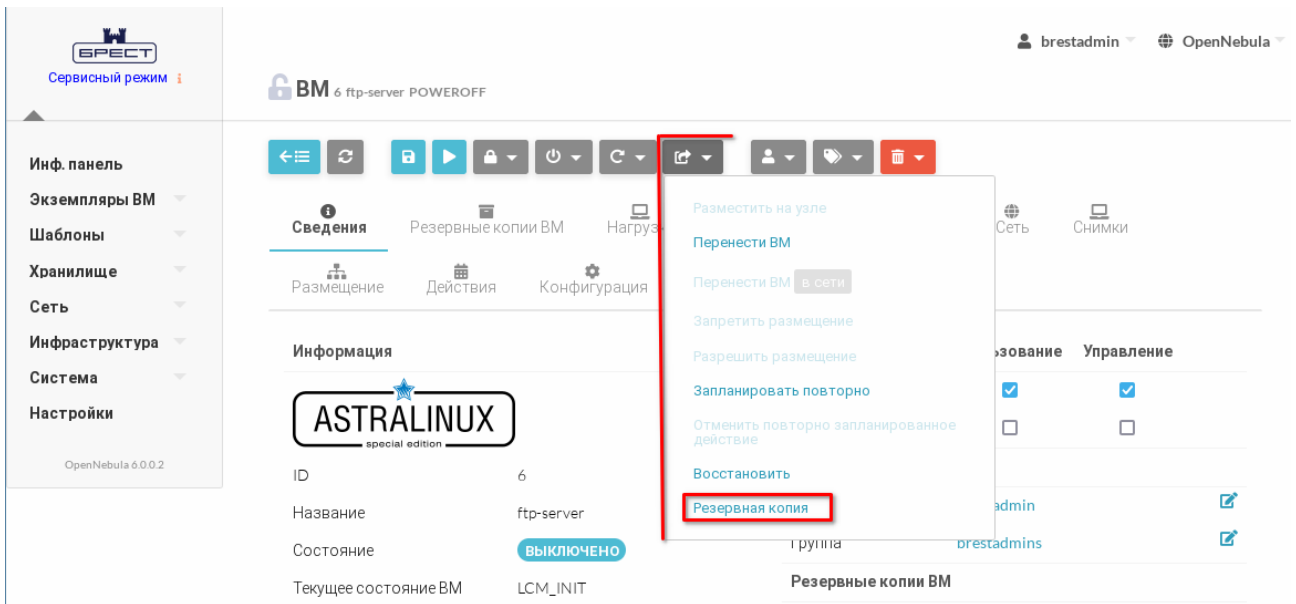 БРЕСТ
Сервисный режим i
brestadmin
OpenNebula
ВМ 6 ftp-server POWEROFF
Инф. панель
Экземпляры ВМ
Шаблоны
Хранилище
Сеть
Инфраструктура
Система
Настройки
OpenNebula 6.0.0.2
Сведения
Резервные копии ВМ
Нагруз
Сеть
Снимки
Размещение
Действия
Конфигурация
Разместить на узле
Перенести ВМ
Перенести ВМ в сети
Запретить размещение
Разрешить размещение
Запланировать повторно
Отменить повторно запланированное
действие
Восстановить
Резервная копия
Информация
ьзование
Управление
ASTRALINUX
special edition
ID
6
Название
ftp-server
admin
Состояние
ВЫКЛЮЧЕНО
Группа
brestadmins
Текущее состояние ВМ
LCM_INIT
Резервные копии ВМ